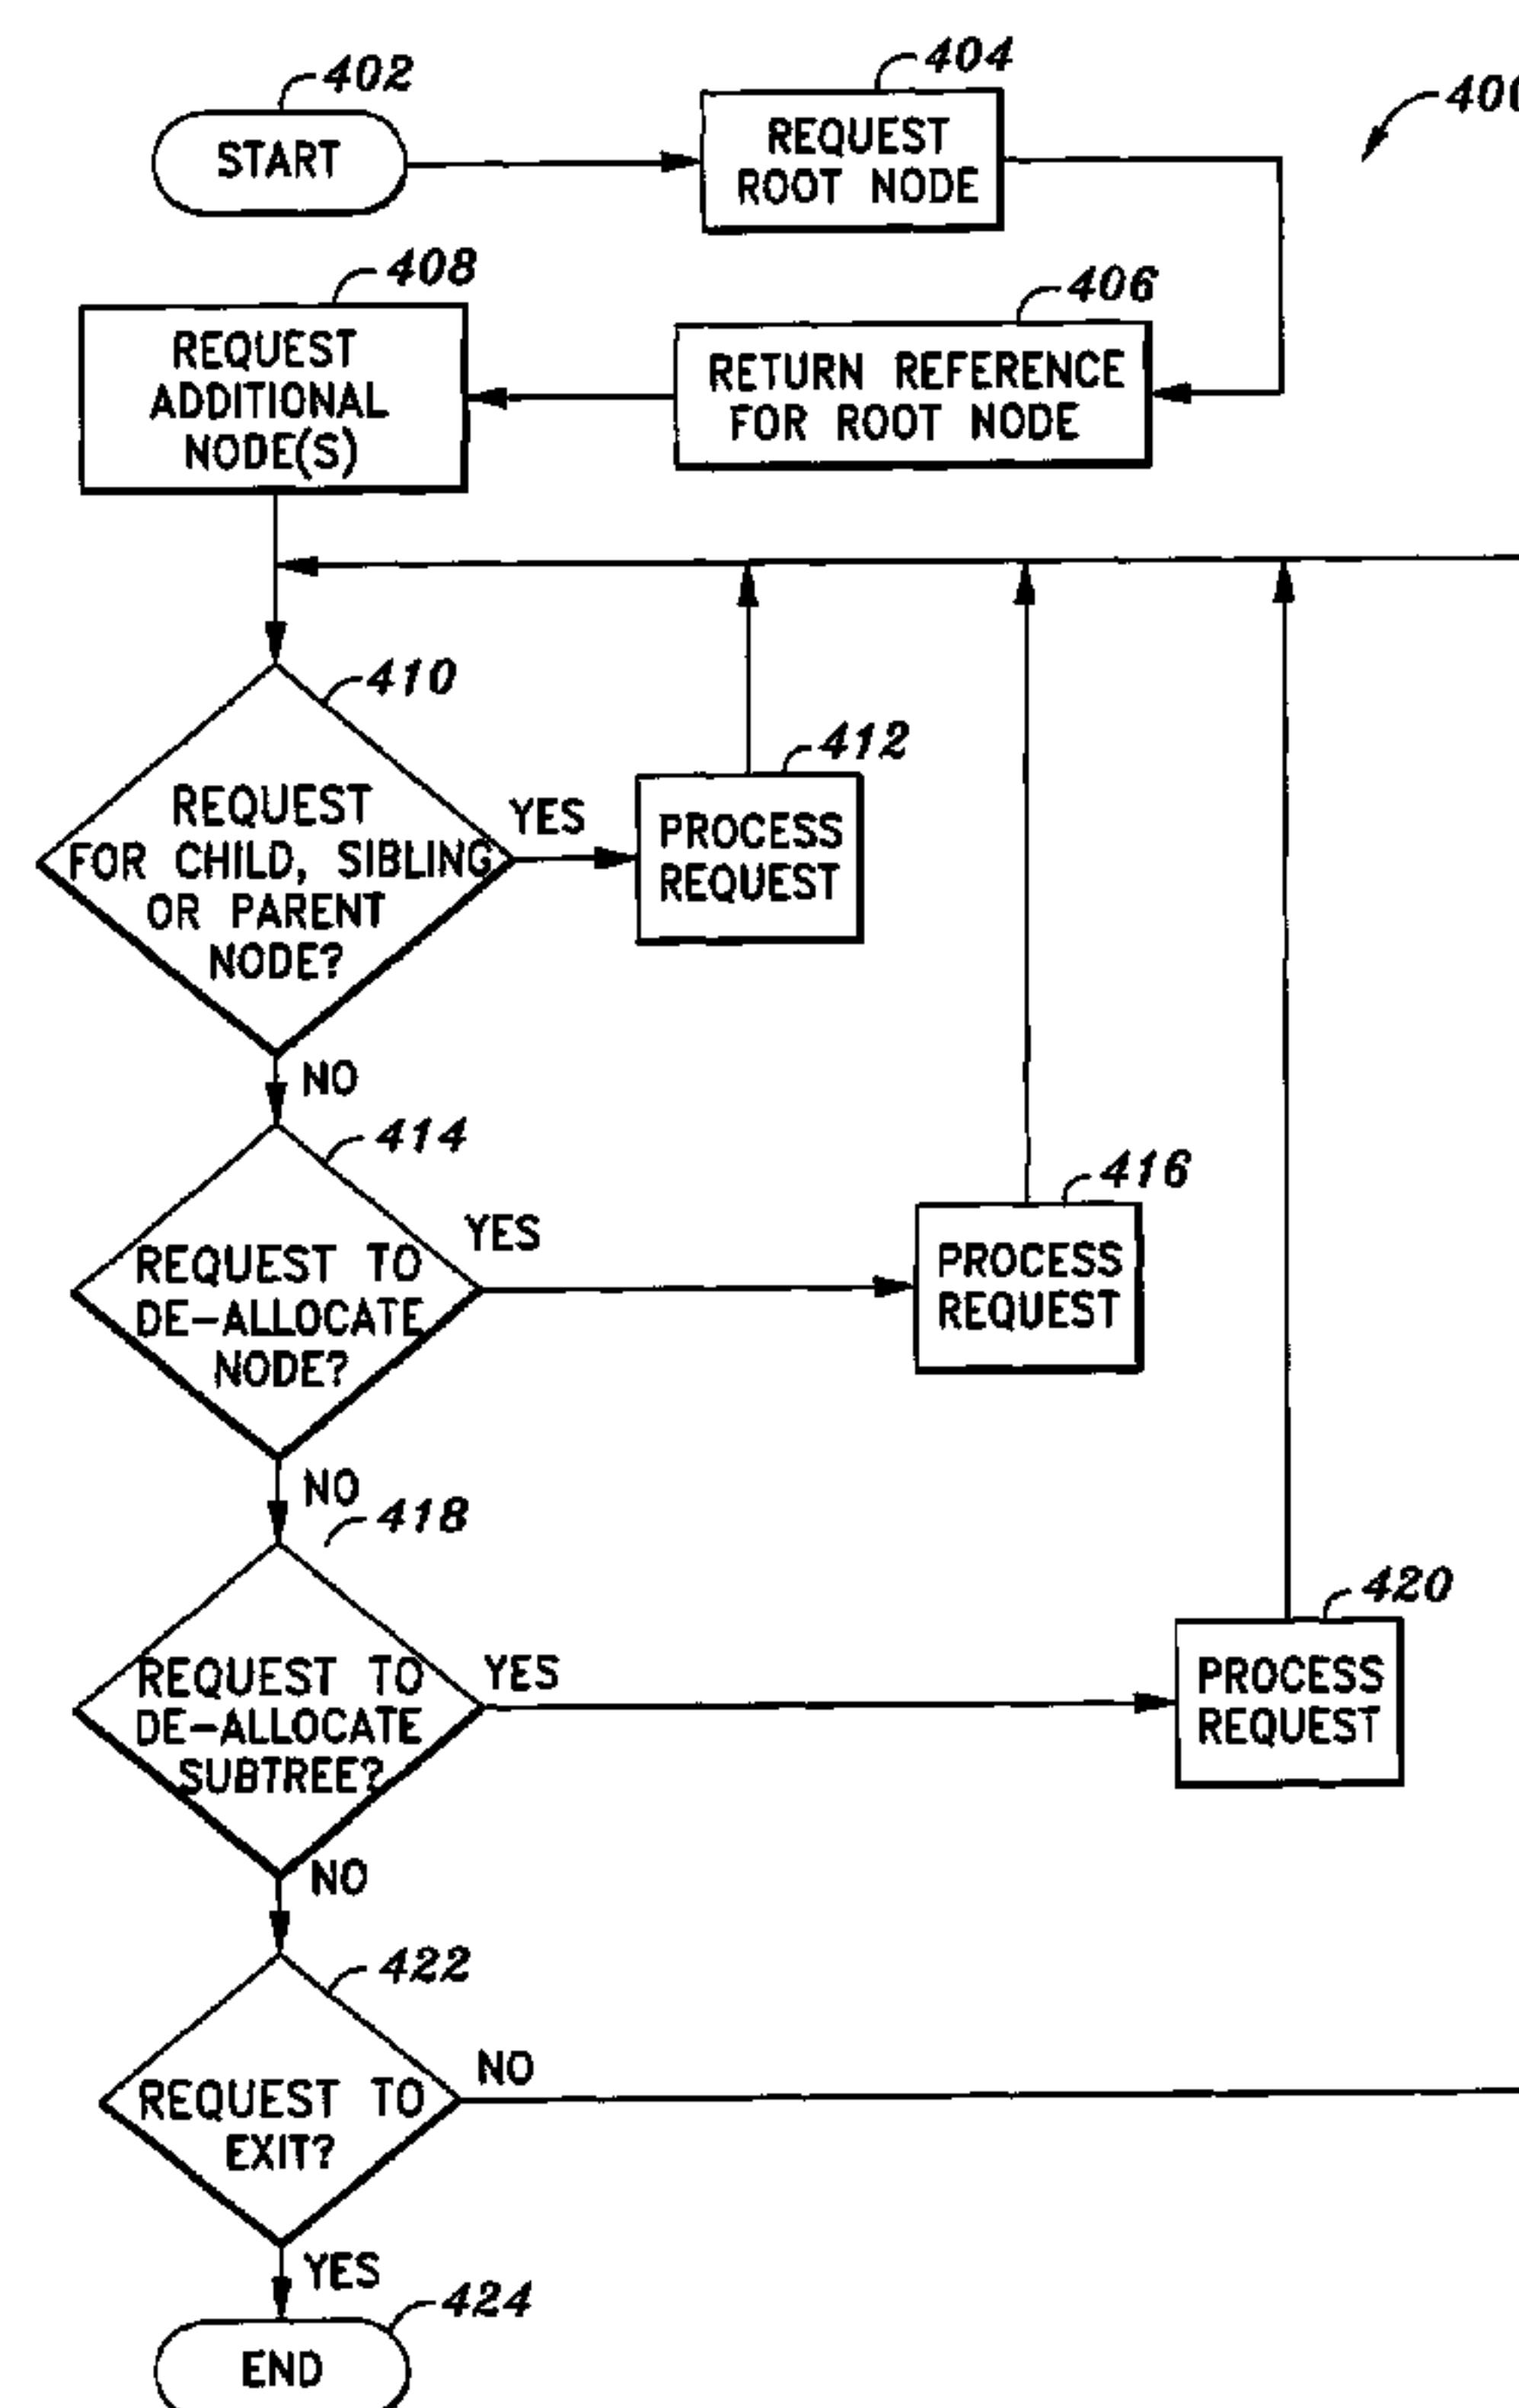 402
START
404
REQUEST
ROOT NODE
400
408
REQUEST
ADDITIONAL
NODE(S)
406
RETURN REFERENCE
FOR ROOT NODE
410
REQUEST
FOR CHILD, SIBLING
OR PARENT
NODE?
YES
412
PROCESS
REQUEST
NO
414
REQUEST TO
DE-ALLOCATE
NODE?
YES
416
PROCESS
REQUEST
NO
418
REQUEST TO
DE-ALLOCATE
SUBTREE?
YES
420
PROCESS
REQUEST
NO
422
REQUEST TO
EXIT?
NO
YES
424
END